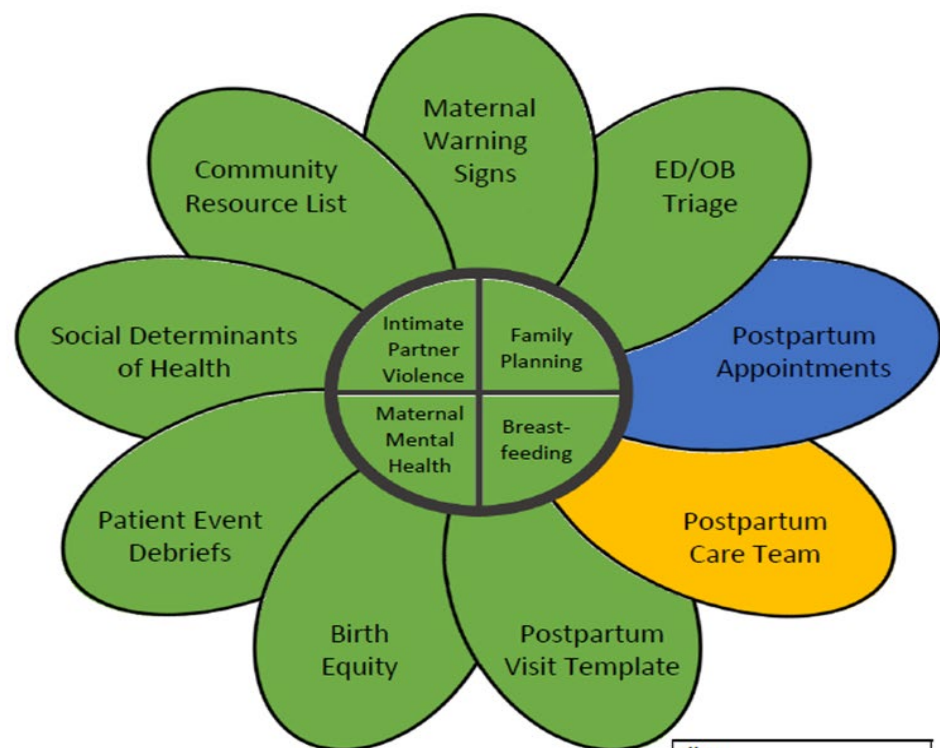 Maternal
Warning
Signs
ED/OB
Triage
Postpartum
Appointments
Postpartum
Care Team
Postpartum
Visit Template
Birth
Equity
Patient Event
Debriefs
Social Determinants
of Health
Community
Resource List
Intimate
Partner
Violence
Family
Planning
Maternal
Mental
Health
Breast-
feeding